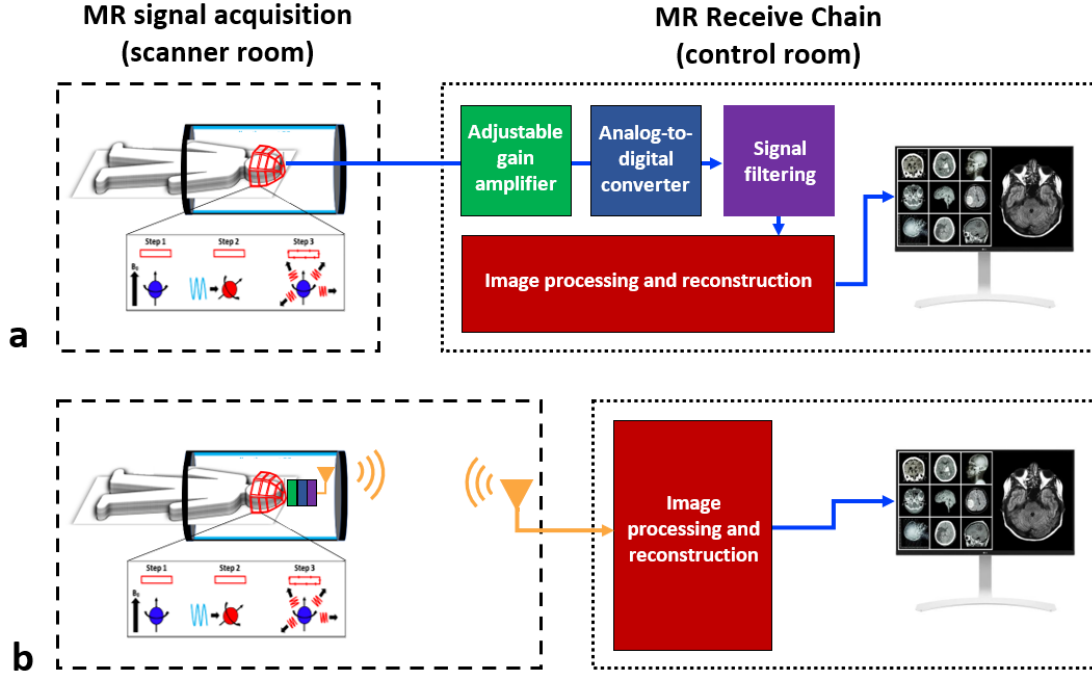 MR signal acquisition
(scanner room)
MR Receive Chain
(control room)
Adjustable
gain
amplifier
Analog-to-
digital
converter
Signal
filtering
Image processing and reconstruction
Step 1
Step 2
Step 3
B₀
a
Image
processing and
reconstruction
Step 1
Step 2
Step 3
B₀
b